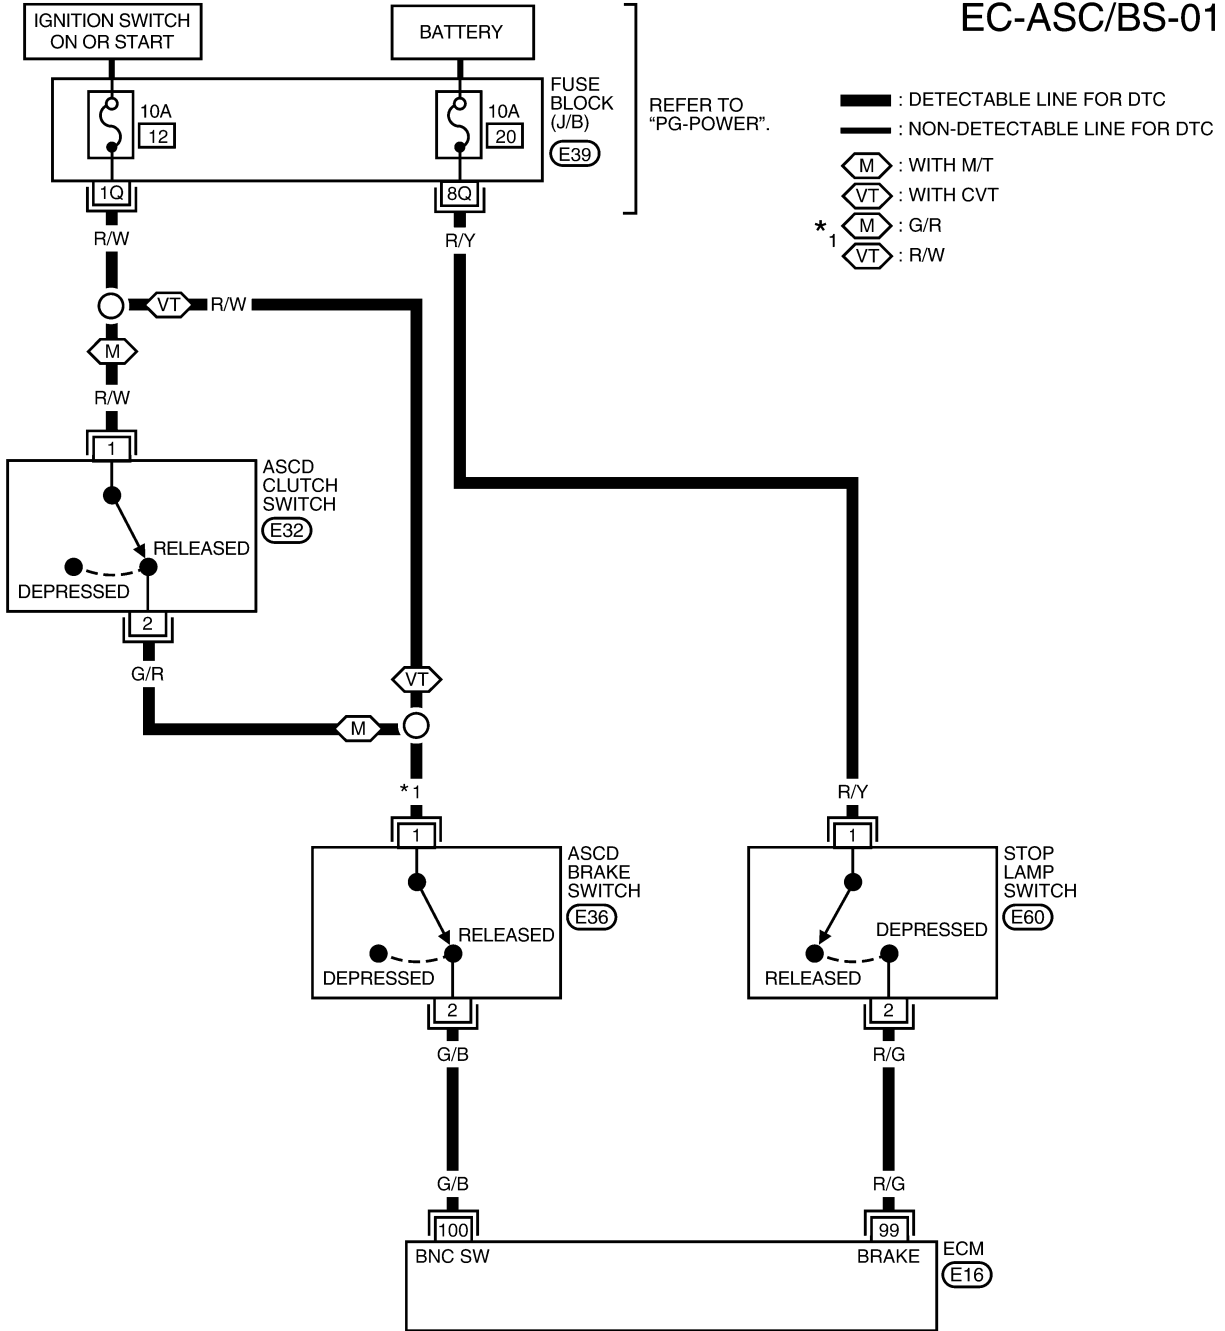 EC-ASC/BS-01
IGNITION SWITCH
ON OR START
BATTERY
10A
12
10A
20
FUSE
BLOCK
(J/B)
E39
REFER TO
“PG-POWER”.
: DETECTABLE LINE FOR DTC
: NON-DETECTABLE LINE FOR DTC
M : WITH M/T
VT : WITH CVT
*1 M : G/R
VT : R/W
1Q
8Q
R/W
R/Y
VT R/W
M
R/W
1
ASCD
CLUTCH
SWITCH
E32
RELEASED
DEPRESSED
2
G/R
VT
M
*1
R/Y
1
1
ASCD
BRAKE
SWITCH
E36
RELEASED
DEPRESSED
STOP
LAMP
SWITCH
E60
DEPRESSED
RELEASED
2
2
G/B
R/G
G/B
R/G
100
99
BNC SW
BRAKE
ECM
E16